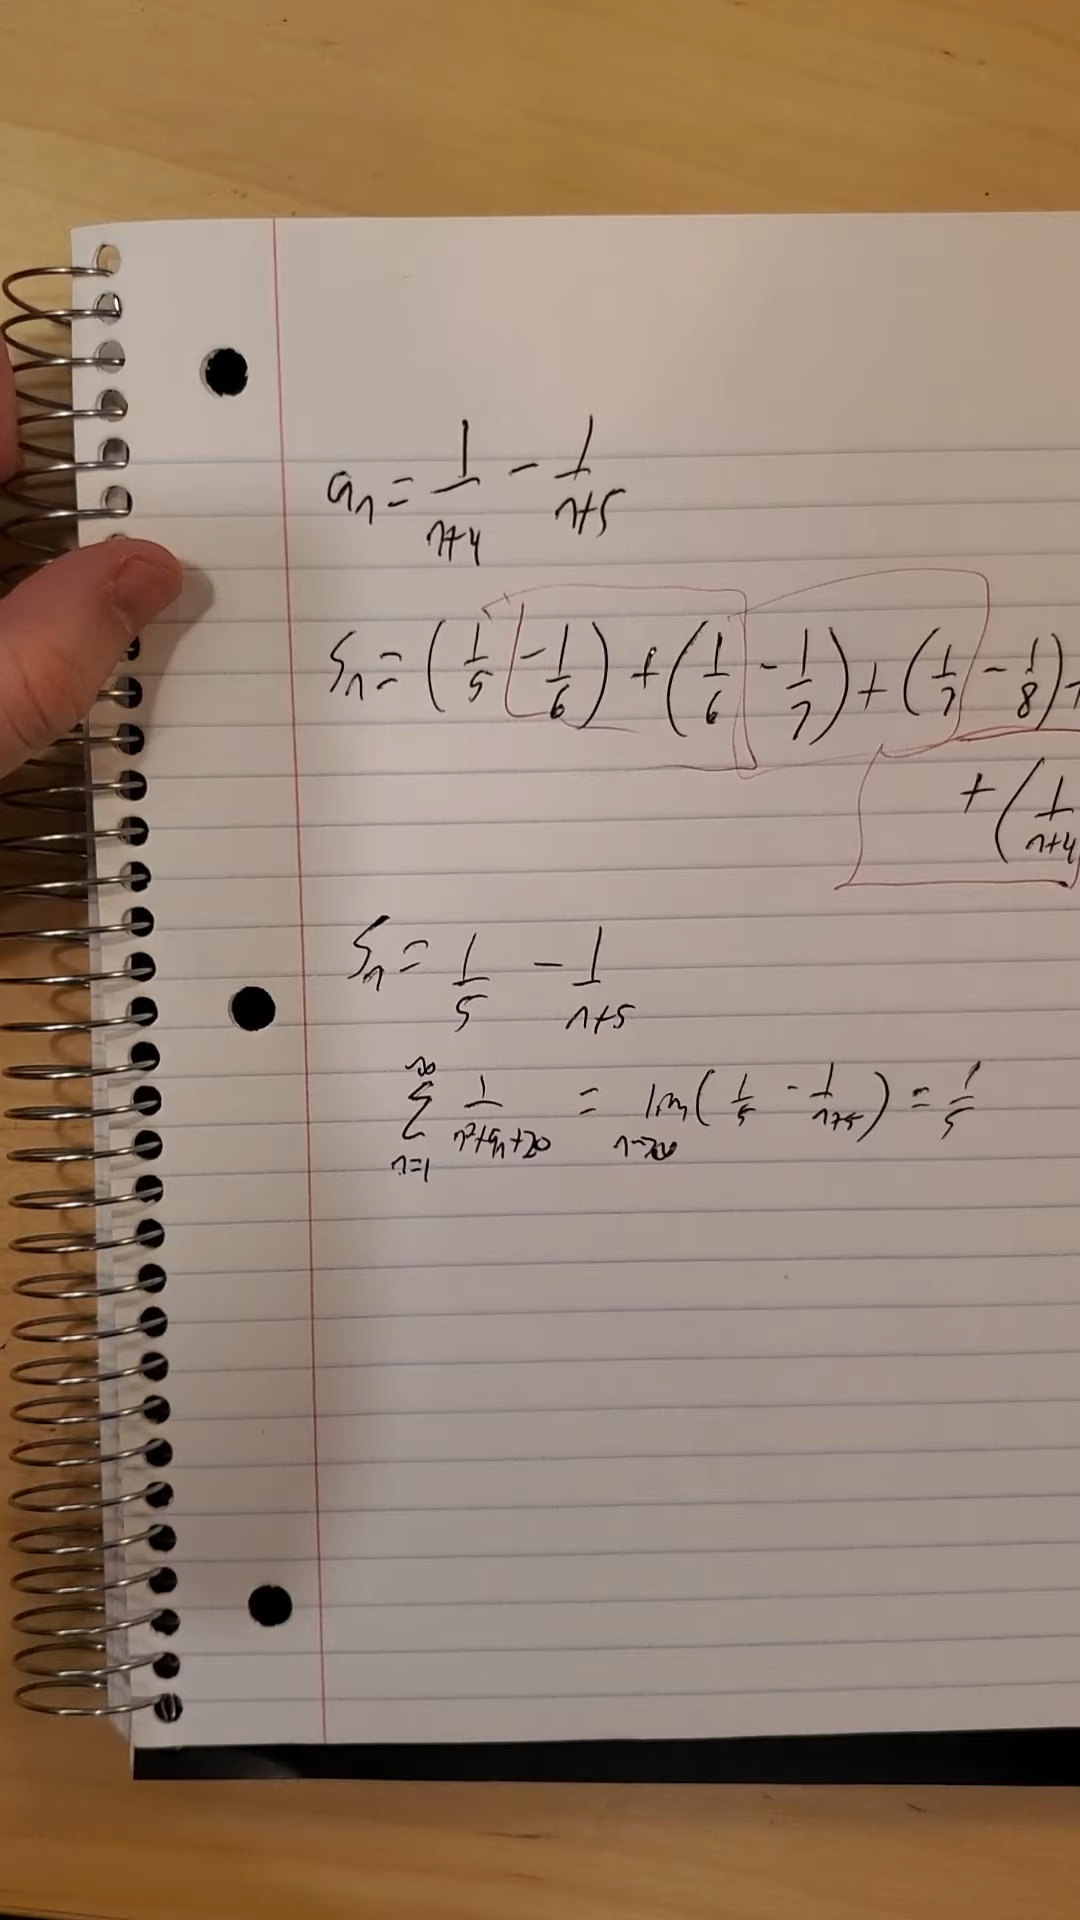 aₙ = 1/(n+4) - 1/(n+5)
Sₙ = (1/5 - 1/6) + (1/6 - 1/7) + (1/7 - 1/8) +
+ (1/(n+4)
Sₙ = 1/5 - 1/(n+5)
∞∑n=1 1/(n²+9n+20) = lim n→∞ (1/5 - 1/(n+5)) = 1/5